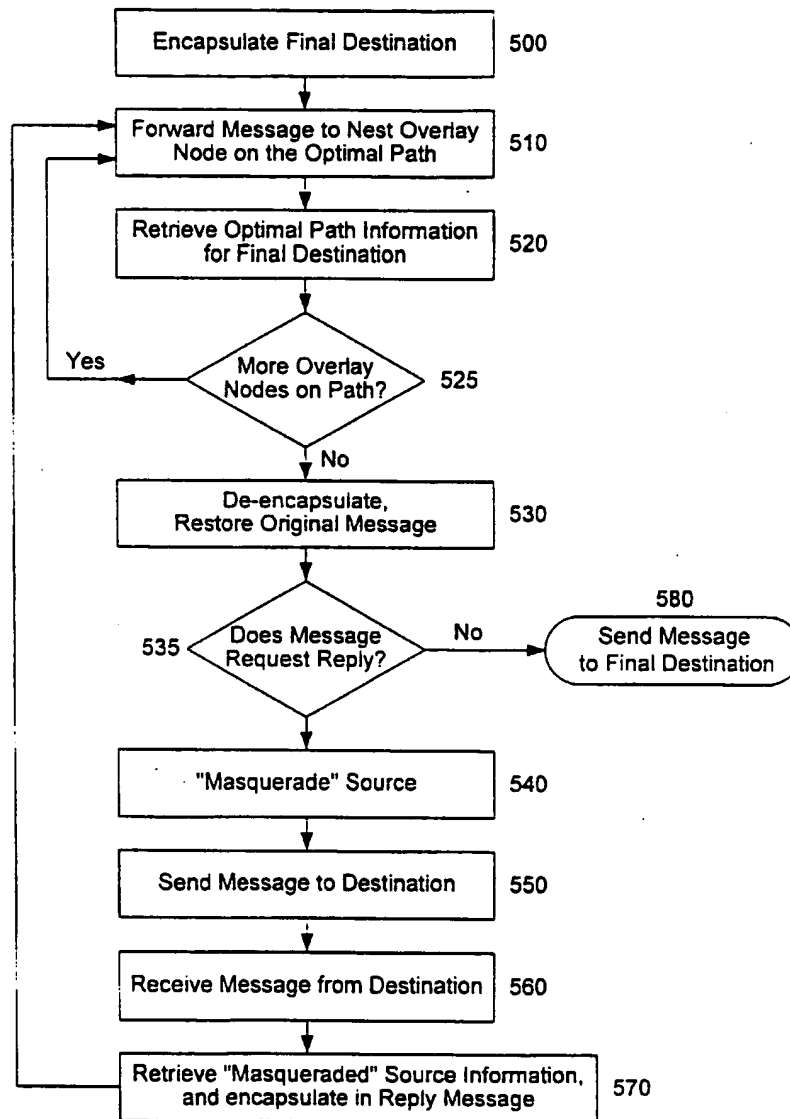 Encapsulate Final Destination
500
Forward Message to Nest Overlay
Node on the Optimal Path
510
Retrieve Optimal Path Information
for Final Destination
520
Yes
More Overlay
Nodes on Path?
525
No
De-encapsulate,
Restore Original Message
530
535
Does Message
Request Reply?
No
580
Send Message
to Final Destination
"Masquerade" Source
540
Send Message to Destination
550
Receive Message from Destination
560
Retrieve "Masqueraded" Source Information,
and encapsulate in Reply Message
570